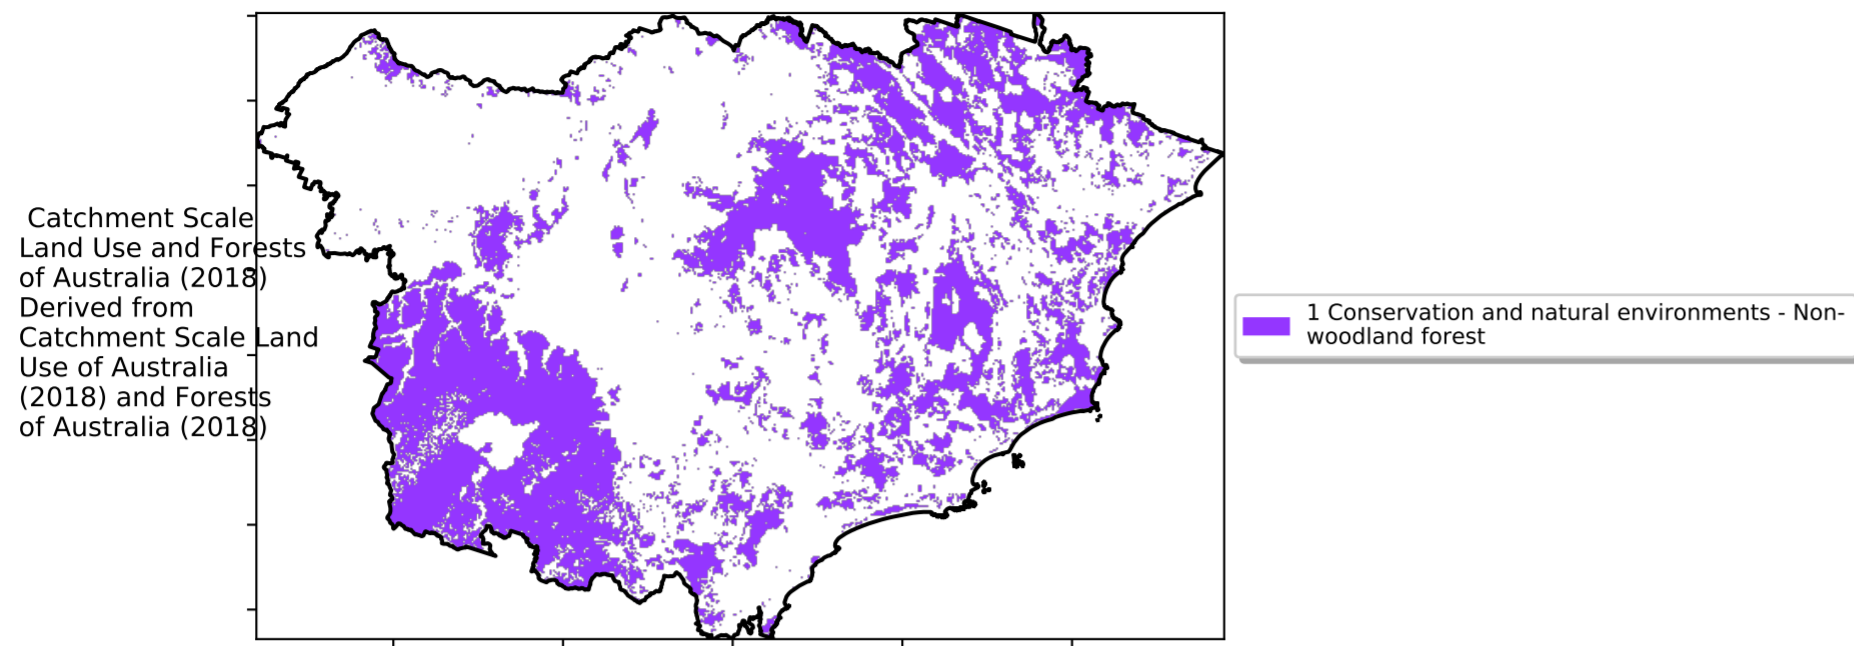 Catchment Scale
Land Use and Forests
of Australia (2018)
Derived from
Catchment Scale Land
Use of Australia
(2018) and Forests
of Australia (2018)
1 Conservation and natural environments - Non-
woodland forest